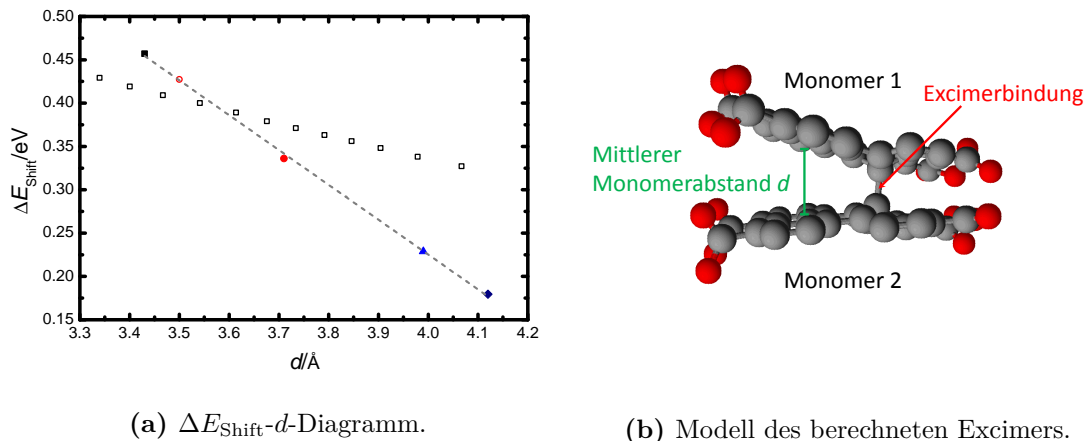 0.50
0.45
0.40
0.35
0.30
0.25
0.20
0.15
ΔE_Shift/eV
3.3 3.4 3.5 3.6 3.7 3.8 3.9 4.0 4.1 4.2
d/Å
Monomer 1
Excimerbindung
Mittlerer
Monomerabstand d
Monomer 2
(a) ΔE_Shift-d-Diagramm.
(b) Modell des berechneten Excimers.